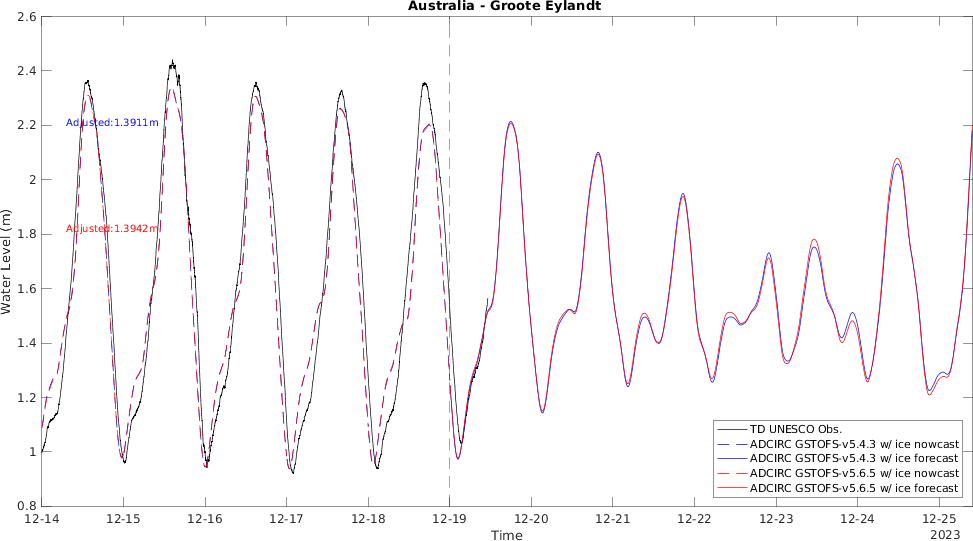 Australia - Groote Eylandt
2.6
2.4
2.2
2
1.8
1.6
1.4
1.2
1
0.8
Water Level (m)
Adjusted:1.3911m
Adjusted:1.3942m
TD UNESCO Obs.
ADCIRC GSTOFS-v5.4.3 w/ ice nowcast
ADCIRC GSTOFS-v5.4.3 w/ ice forecast
ADCIRC GSTOFS-v5.6.5 w/ ice nowcast
ADCIRC GSTOFS-v5.6.5 w/ ice forecast
12-14 12-15 12-16 12-17 12-18 12-19 12-20 12-21 12-22 12-23 12-24 12-25
Time
2023